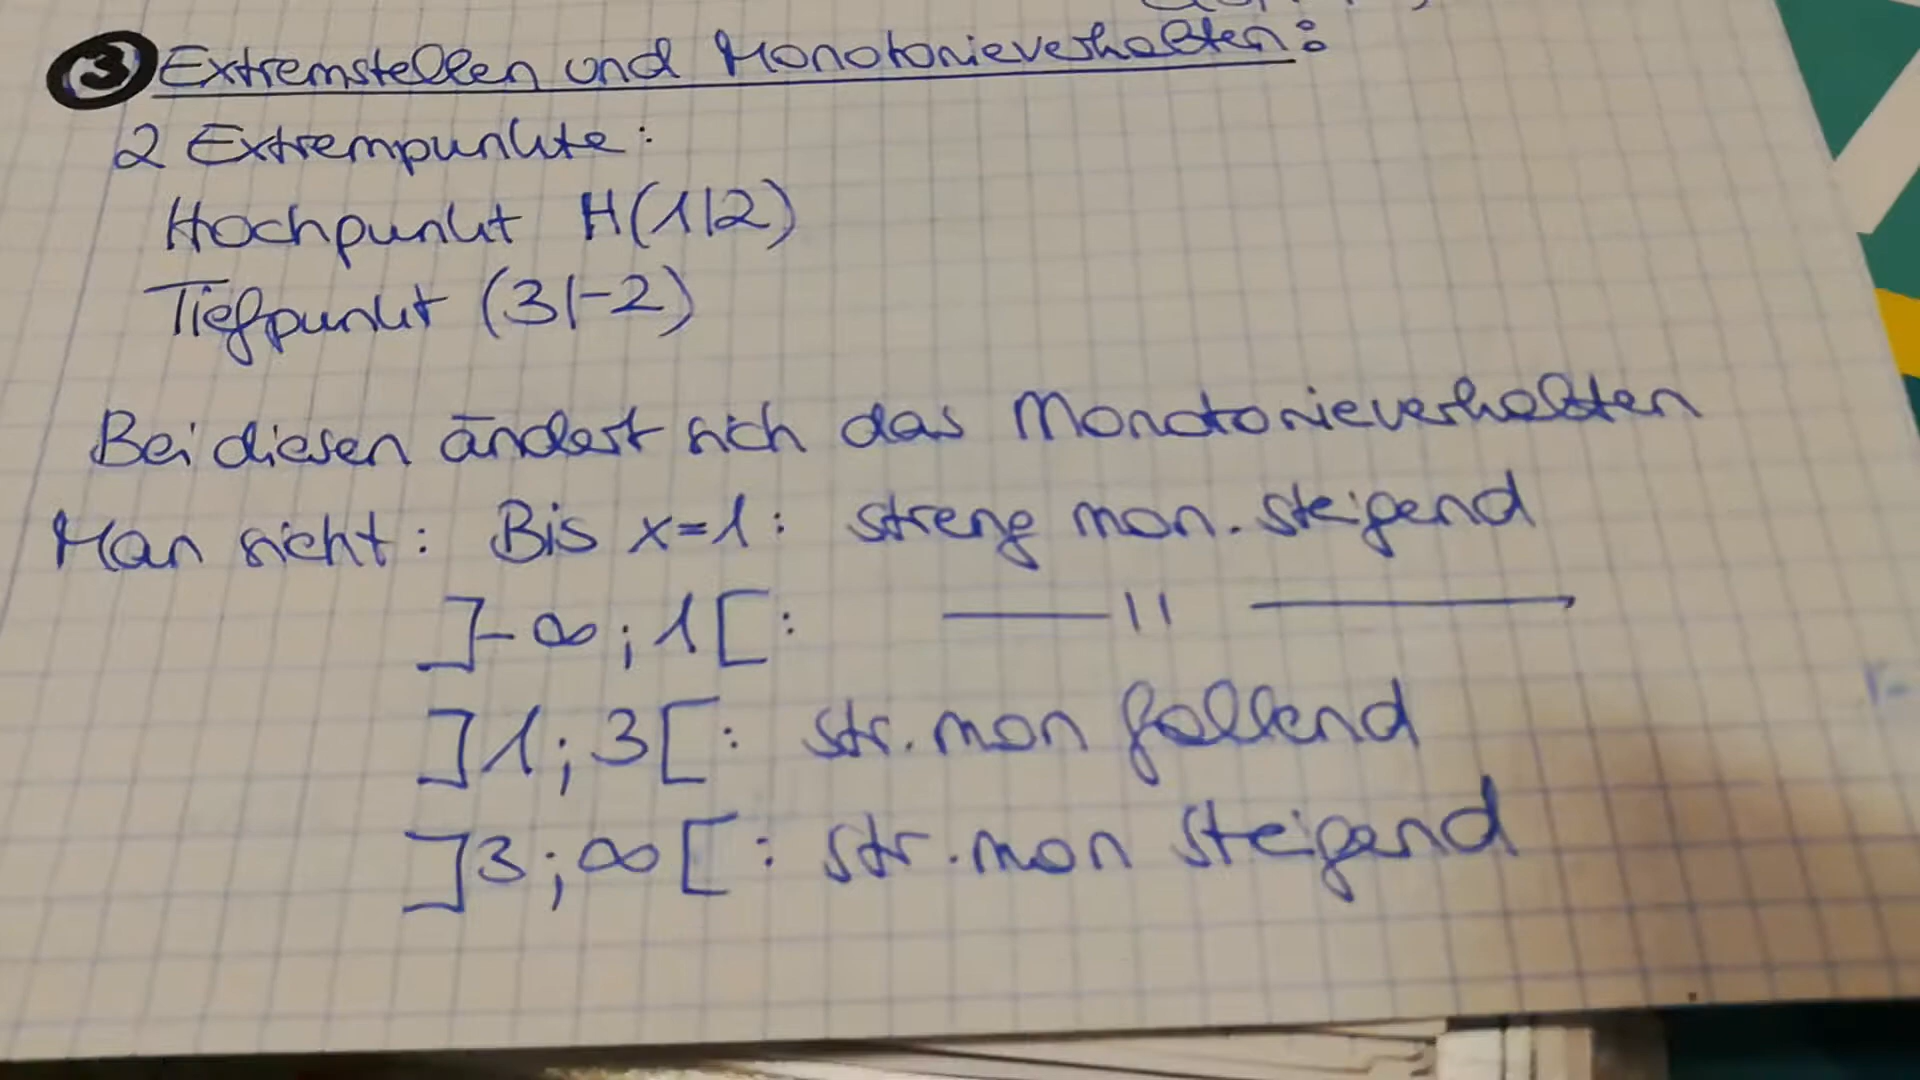 ③ Extremstellen und Monotonieverhalten:
2 Extrempunkte:
Hochpunkt H(1|2)
Tiefpunkt (3|-2)
Bei diesen ändert sich das Monotonieverhalten
Man sieht: Bis x=1: streng mon. steigend
]-∞;1[: —— 11 ——
]1;3[: str. mon fallend
]3;∞[: str. mon steigend